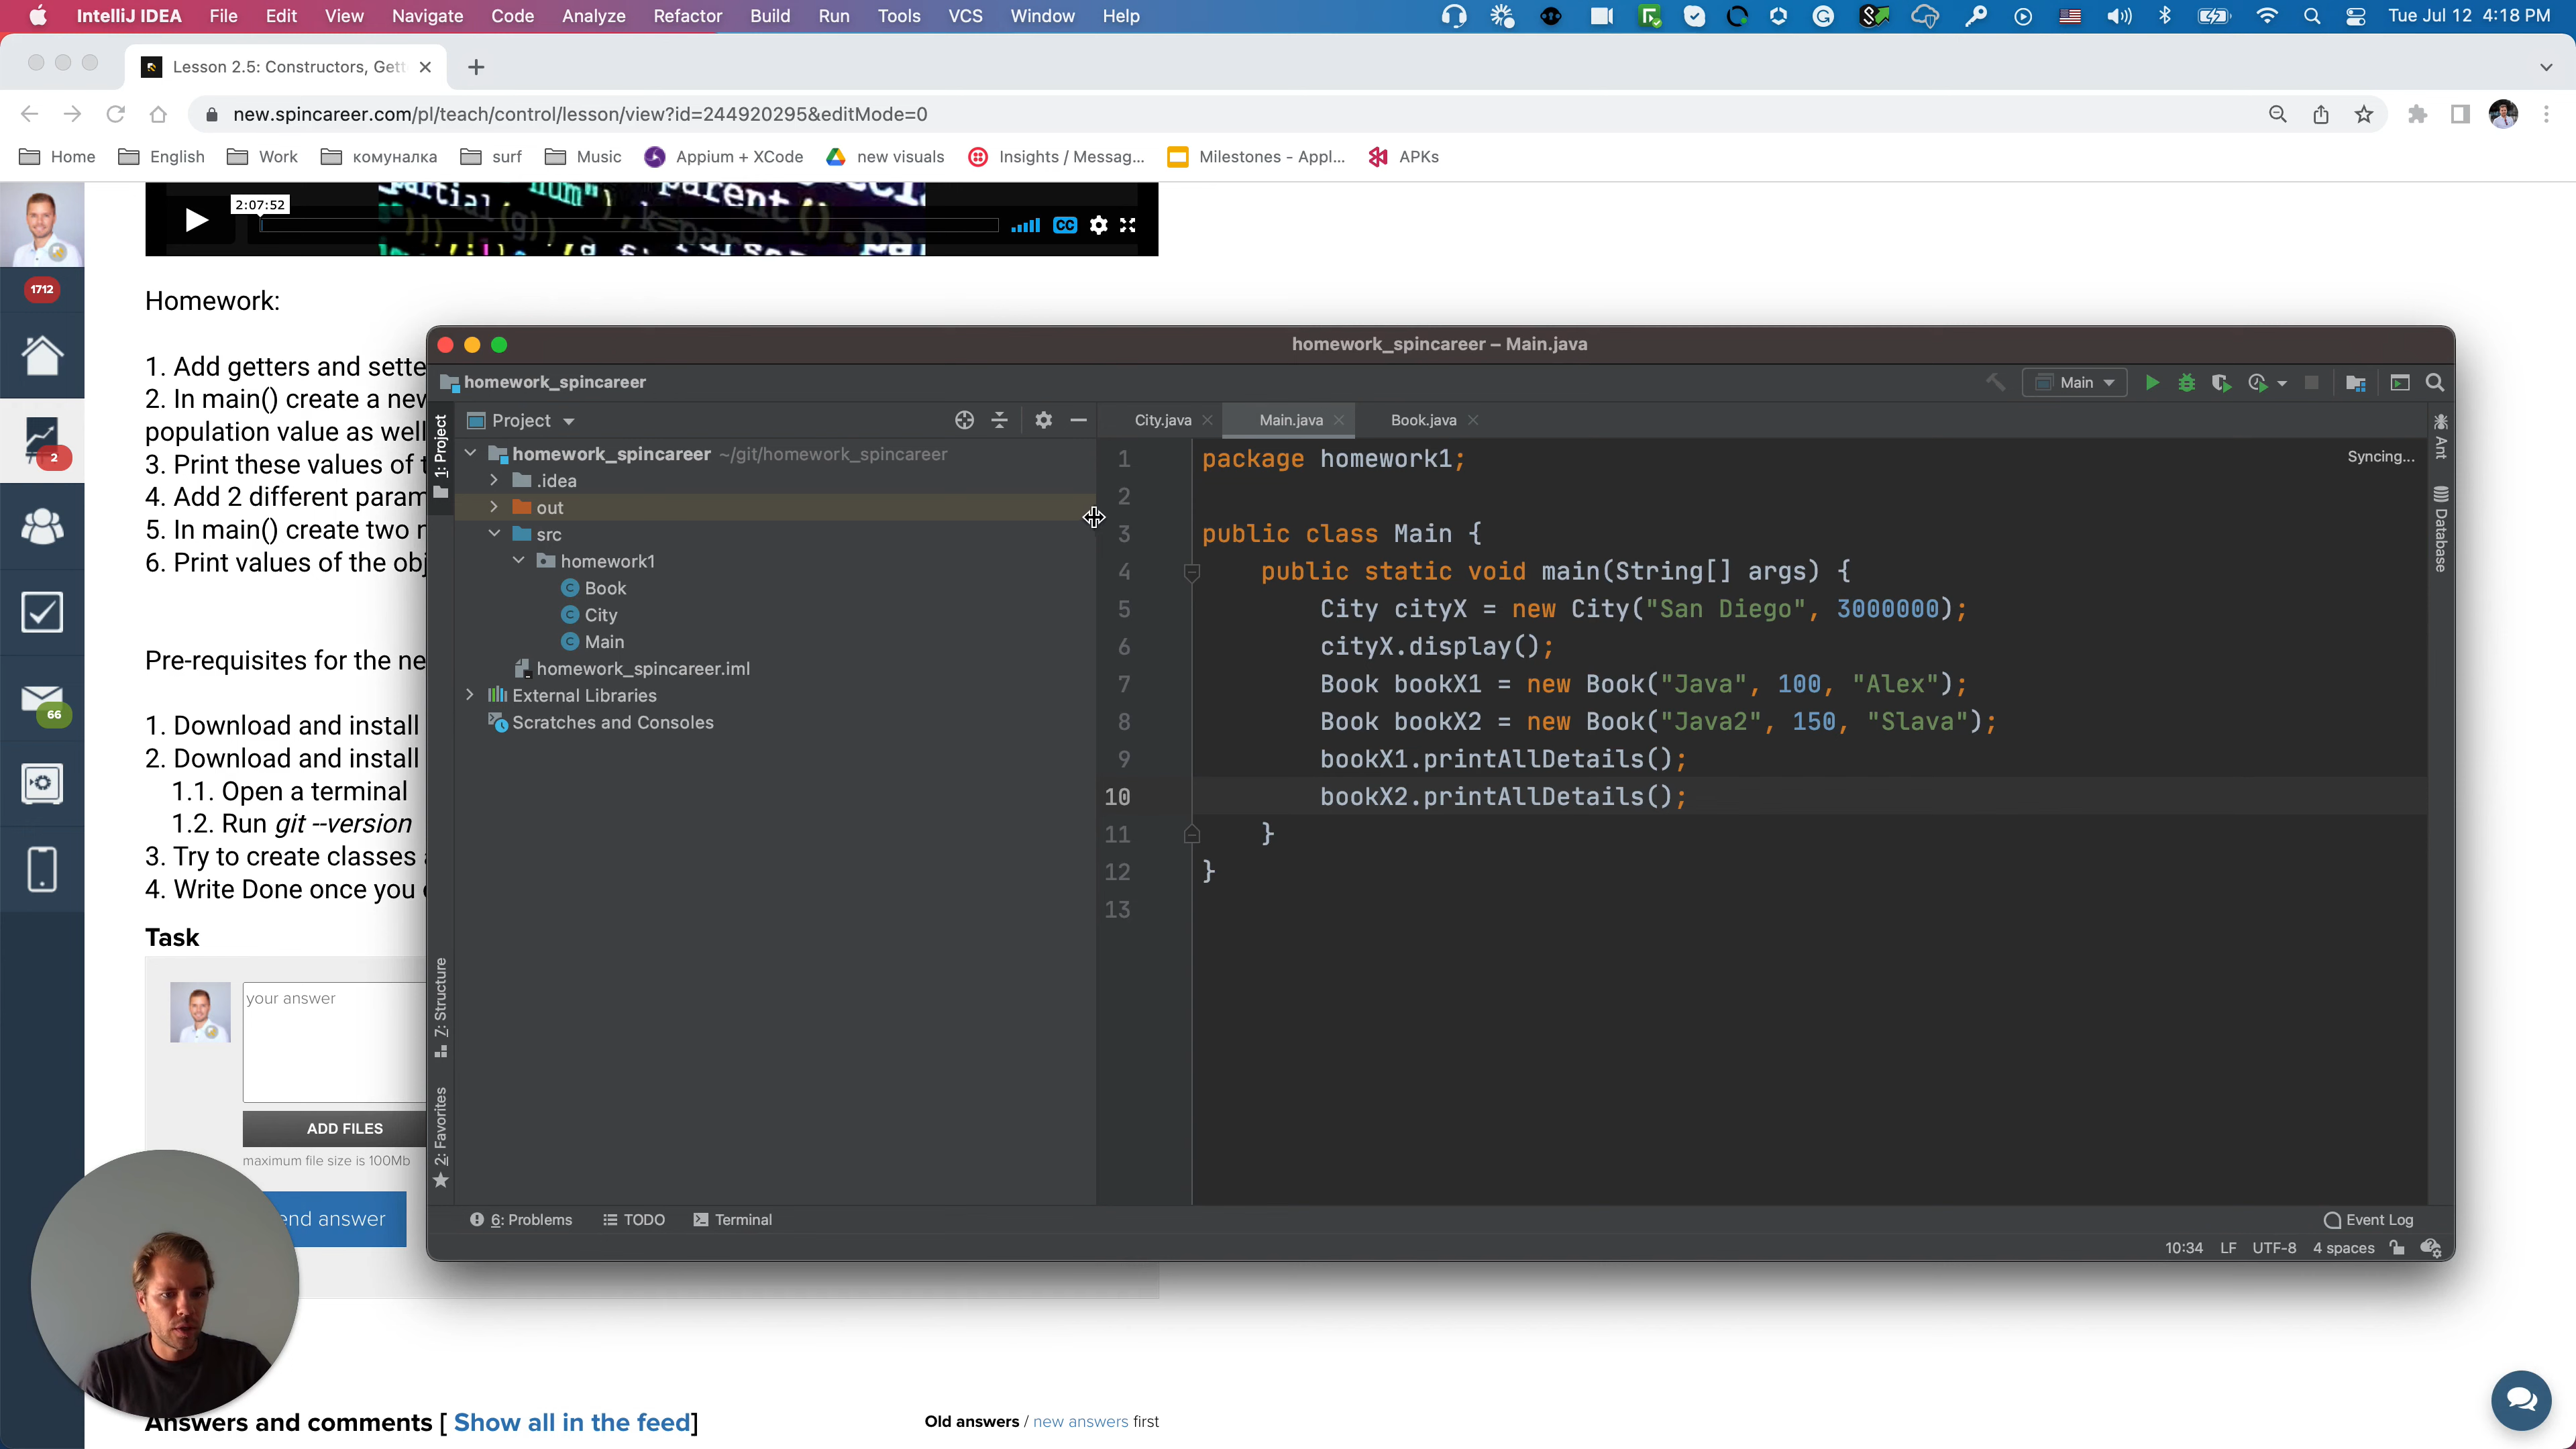 IntelliJ IDEA File Edit View Navigate Code Analyze Refactor Build Run Tools VCS Window Help Tue Jul 12 4:18 PM
Lesson 2.5: Constructors, Gett
new.spincareer.com/pl/teach/control/lesson/view?id=244920295&editMode=0
Home English Work комуналка surf Music Appium + XCode new visuals Insights / Messag... Milestones - Appl... APKs
2:07:52
CC
1712
2
66
Homework:
1. Add getters and sette
2. In main() create a new
population value as well
3. Print these values of t
4. Add 2 different param
5. In main() create two n
6. Print values of the obj
Pre-requisites for the ne
1. Download and install
2. Download and install
1.1. Open a terminal
1.2. Run git --version
3. Try to create classes a
4. Write Done once you
Task
your answer
ADD FILES
maximum file size is 100Mb
end answer
Answers and comments [ Show all in the feed]
Old answers / new answers first
homework_spincareer – Main.java
homework_spincareer
Main
Project
City.java Main.java Book.java
1: Project
7: Structure
2: Favorites
Ant
Database
homework_spincareer ~/git/homework_spincareer
.idea
out
src
homework1
Book
City
Main
homework_spincareer.iml
External Libraries
Scratches and Consoles
Syncing...
1 package homework1;
2
3 public class Main {
4 public static void main(String[] args) {
5 City cityX = new City("San Diego", 3000000);
6 cityX.display();
7 Book bookX1 = new Book("Java", 100, "Alex");
8 Book bookX2 = new Book("Java2", 150, "Slava");
9 bookX1.printAllDetails();
10 bookX2.printAllDetails();
11 }
12 }
13
6: Problems TODO Terminal Event Log
10:34 LF UTF-8 4 spaces